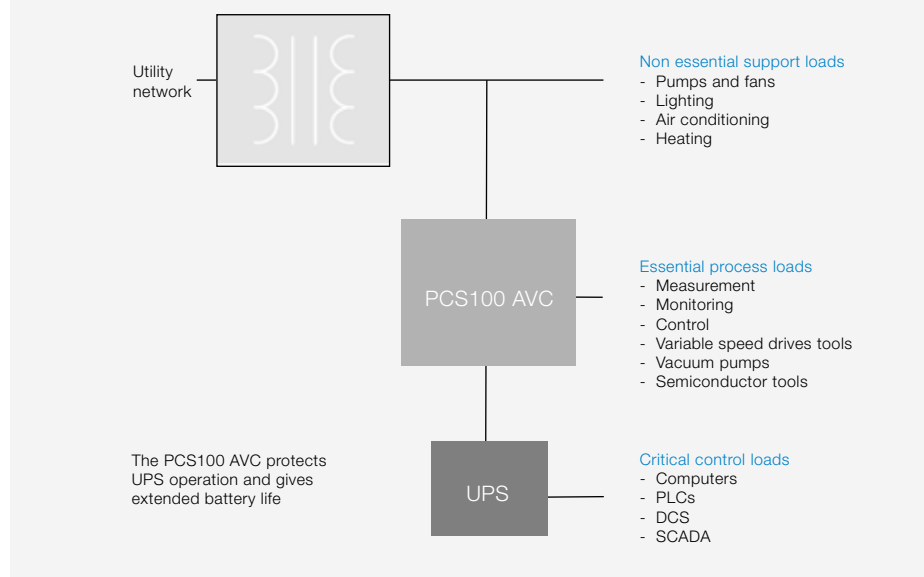 Utility
network
Non essential support loads
- Pumps and fans
- Lighting
- Air conditioning
- Heating
PCS100 AVC
Essential process loads
- Measurement
- Monitoring
- Control
- Variable speed drives tools
- Vacuum pumps
- Semiconductor tools
The PCS100 AVC protects
UPS operation and gives
extended battery life
UPS
Critical control loads
- Computers
- PLCs
- DCS
- SCADA